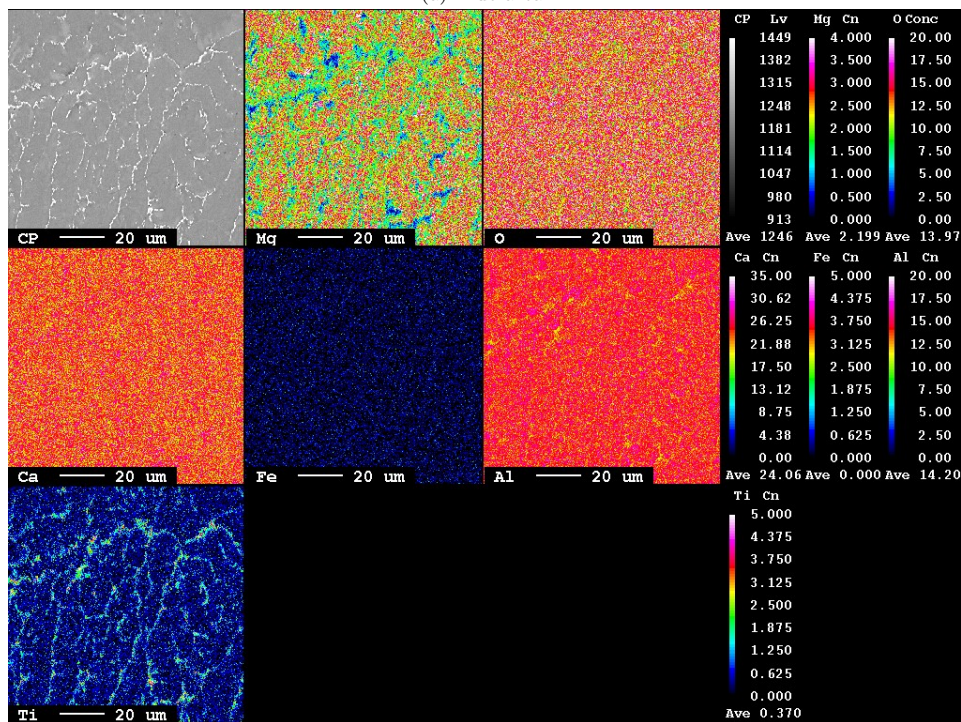 CP Lv Mg Cn O Conc
1449 4.000 20.00
1382 3.500 17.50
1315 3.000 15.00
1248 2.500 12.50
1181 2.000 10.00
1114 1.500 7.50
1047 1.000 5.00
980 0.500 2.50
913 0.000 0.00
Ave 1246 Ave 2.199 Ave 13.97
CP 20 um
Mg 20 um
O 20 um
Ca Cn Fe Cn Al Cn
35.00 5.000 20.00
30.62 4.375 17.50
26.25 3.750 15.00
21.88 3.125 12.50
17.50 2.500 10.00
13.12 1.875 7.50
8.75 1.250 5.00
4.38 0.625 2.50
0.00 0.000 0.00
Ave 24.06 Ave 0.000 Ave 14.20
Ca 20 um
Fe 20 um
Al 20 um
Ti Cn
5.000
4.375
3.750
3.125
2.500
1.875
1.250
0.625
0.000
Ave 0.370
Ti 20 um